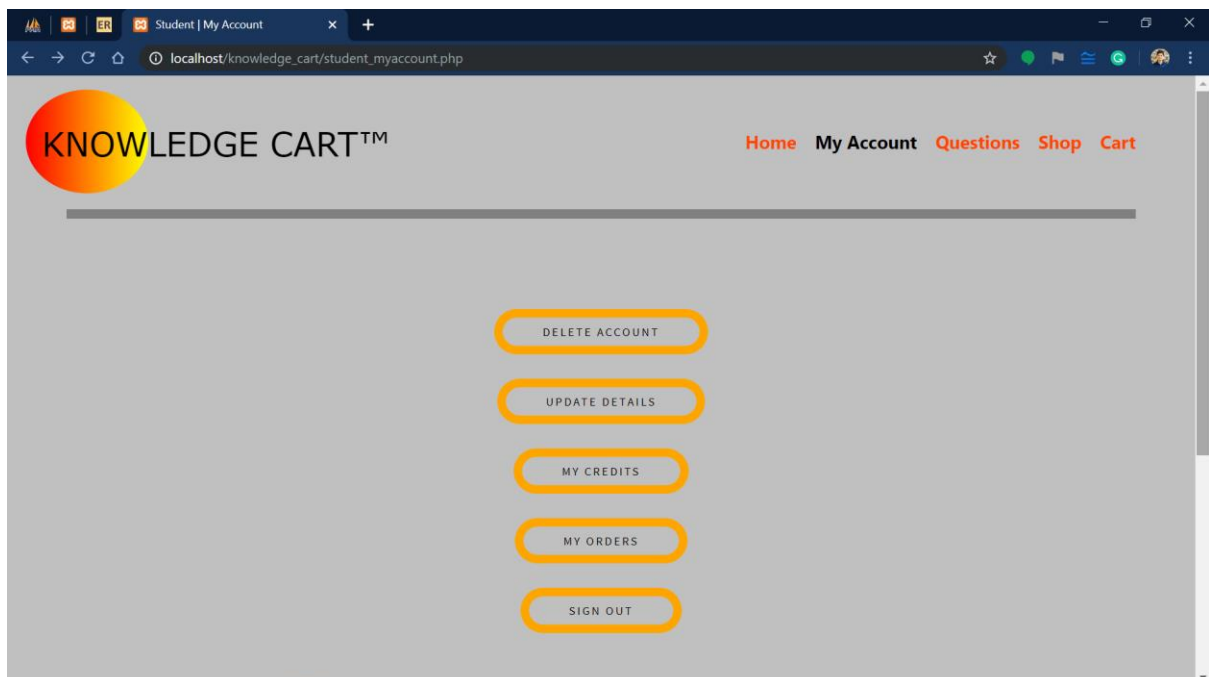 ER
Student | My Account
localhost/knowledge_cart/student_myaccount.php
KNOWLEDGE CART™
Home My Account Questions Shop Cart
DELETE ACCOUNT
UPDATE DETAILS
MY CREDITS
MY ORDERS
SIGN OUT